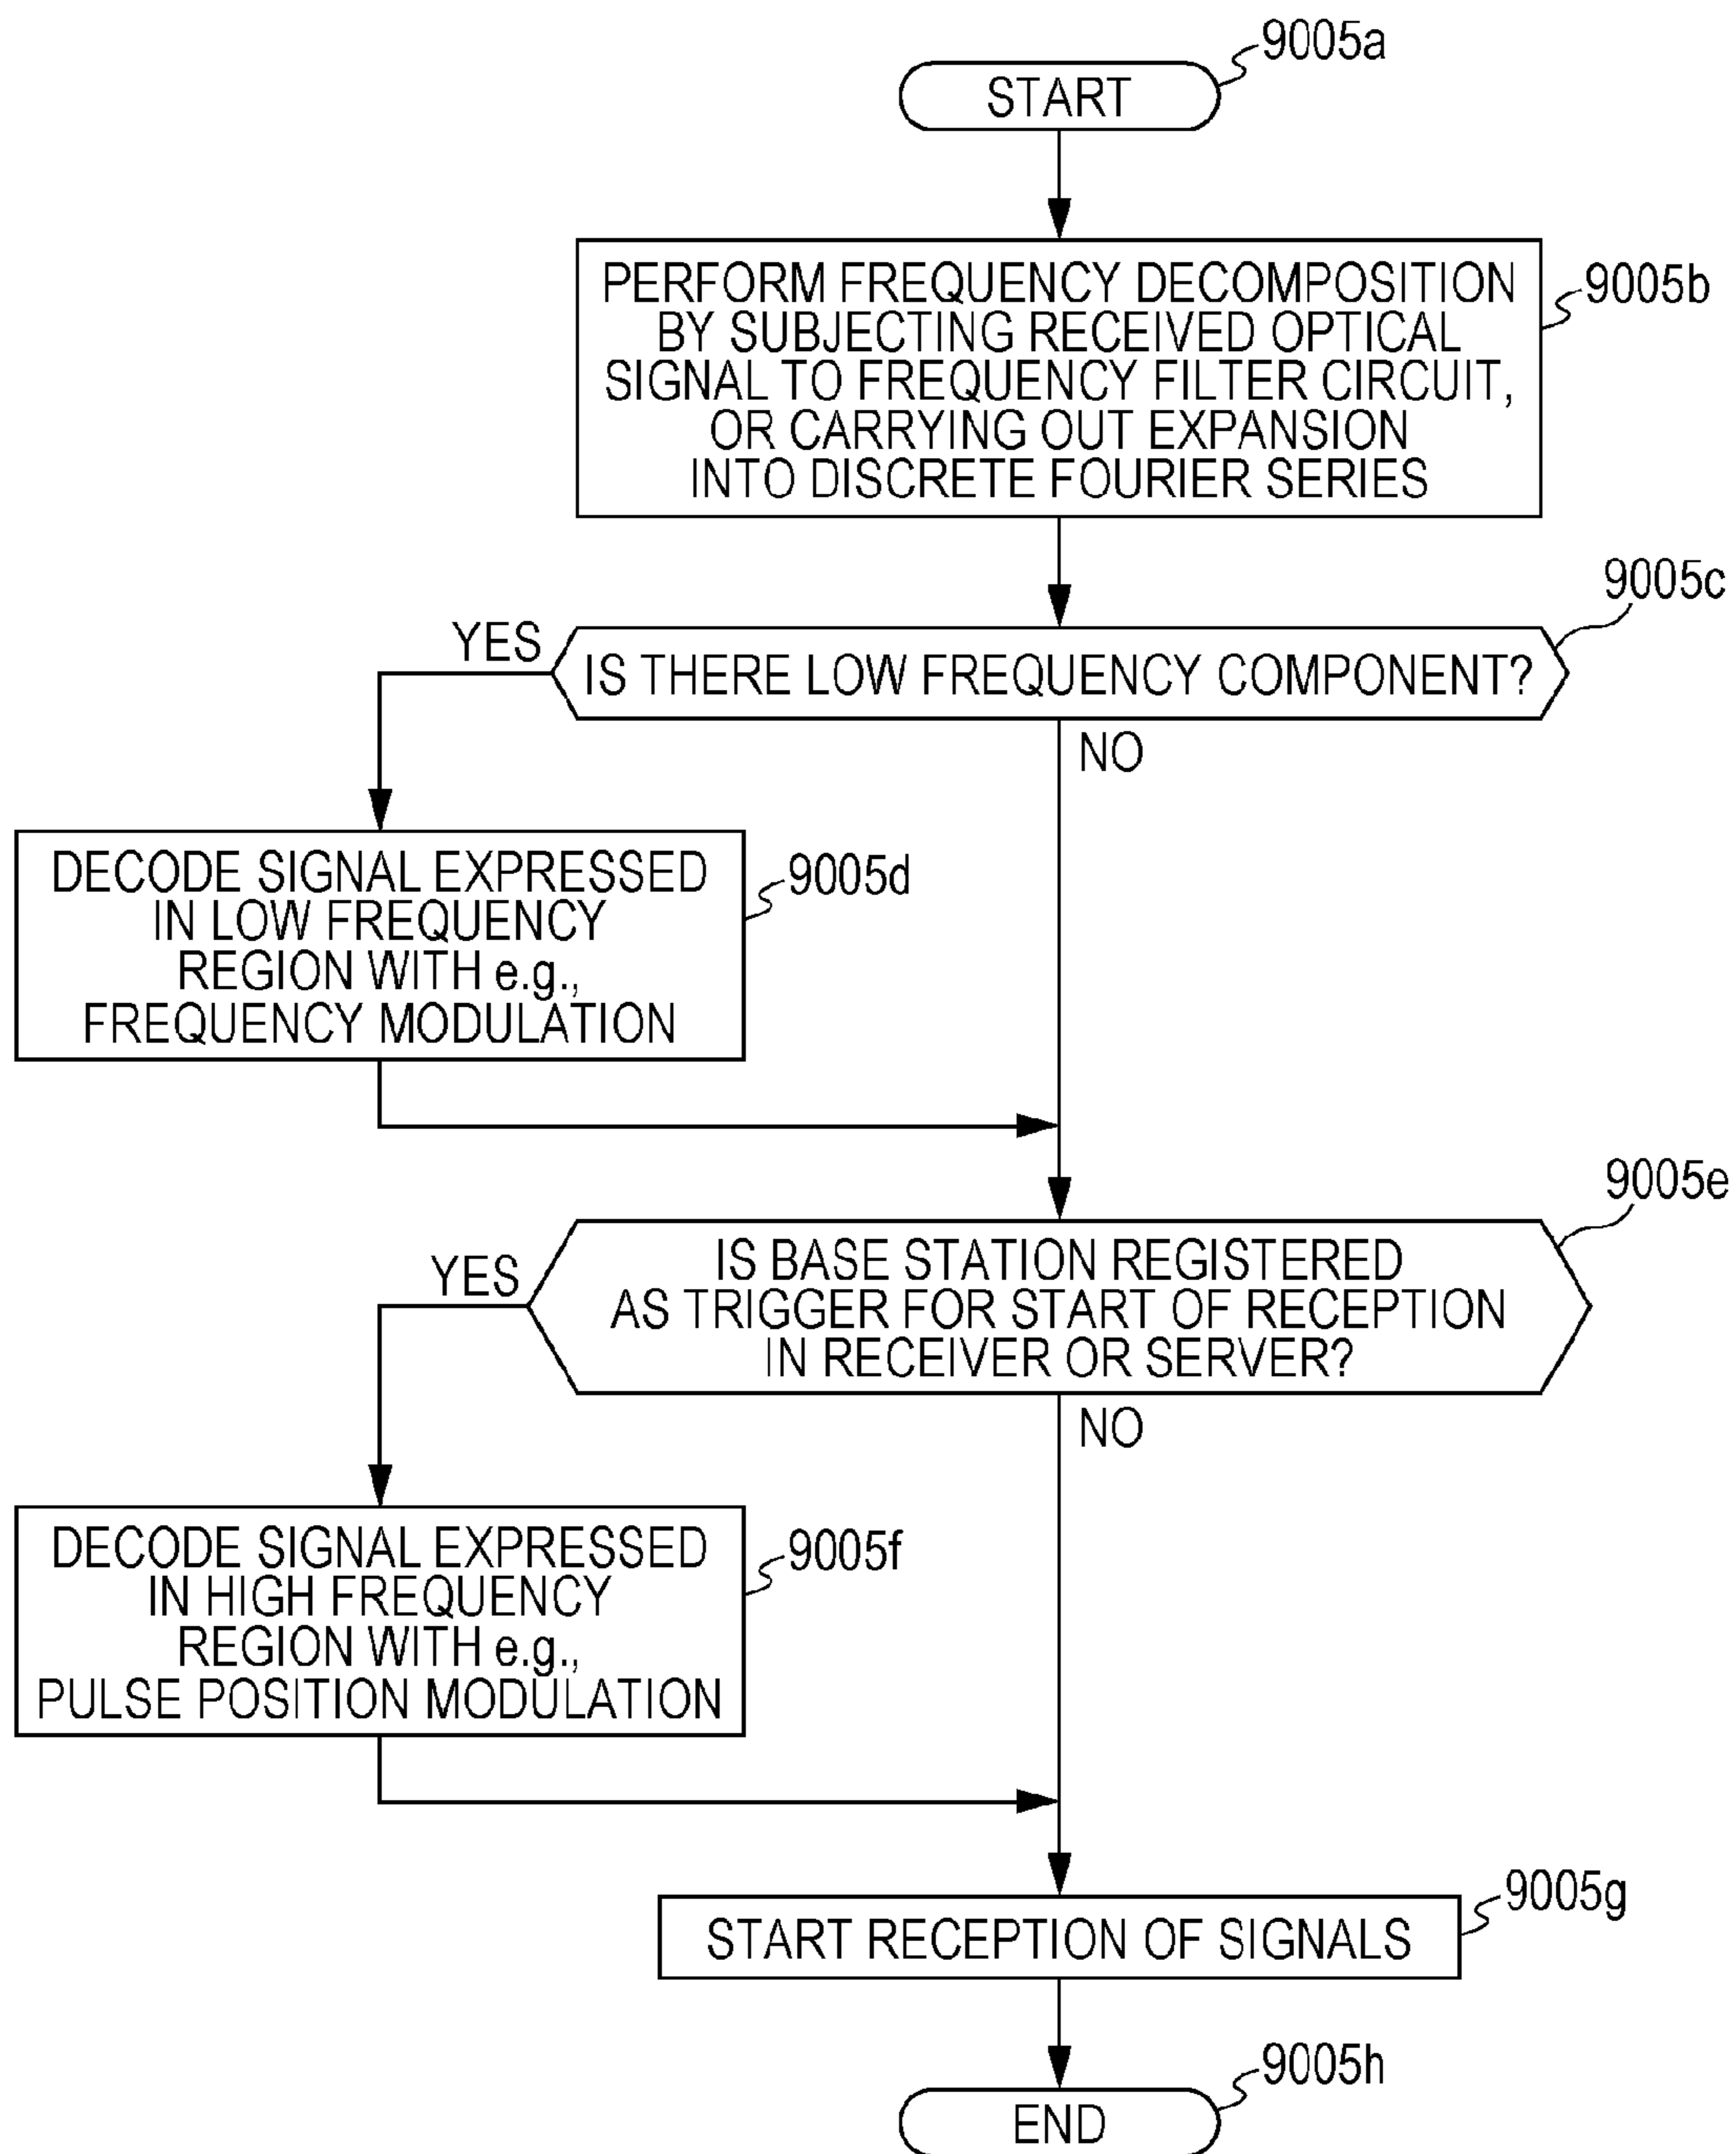 9005a
START
PERFORM FREQUENCY DECOMPOSITION
BY SUBJECTING RECEIVED OPTICAL
SIGNAL TO FREQUENCY FILTER CIRCUIT,
OR CARRYING OUT EXPANSION
INTO DISCRETE FOURIER SERIES
9005b
9005c
YES
IS THERE LOW FREQUENCY COMPONENT?
NO
DECODE SIGNAL EXPRESSED
IN LOW FREQUENCY
REGION WITH e.g.,
FREQUENCY MODULATION
9005d
9005e
YES
IS BASE STATION REGISTERED
AS TRIGGER FOR START OF RECEPTION
IN RECEIVER OR SERVER?
NO
DECODE SIGNAL EXPRESSED
IN HIGH FREQUENCY
REGION WITH e.g.,
PULSE POSITION MODULATION
9005f
9005g
START RECEPTION OF SIGNALS
9005h
END